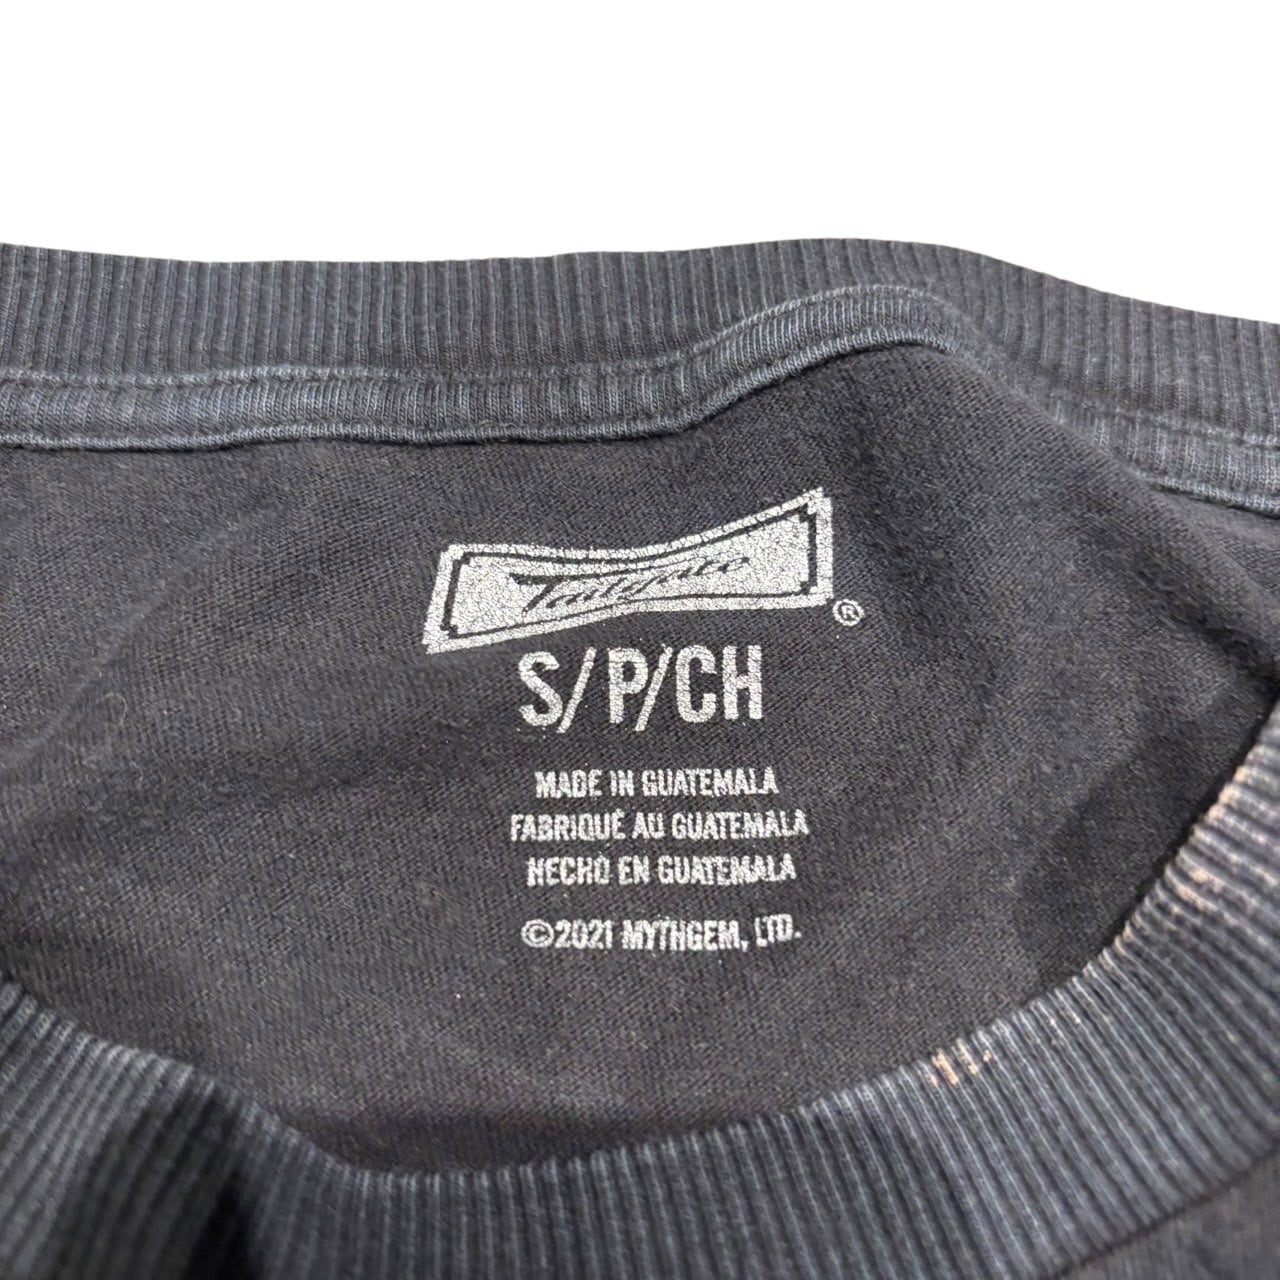 Tailgate
®
S/P/CH
MADE IN GUATEMALA
FABRIQUÉ AU GUATEMALA
HECHO EN GUATEMALA
©2021 MYTHGEM, LTD.